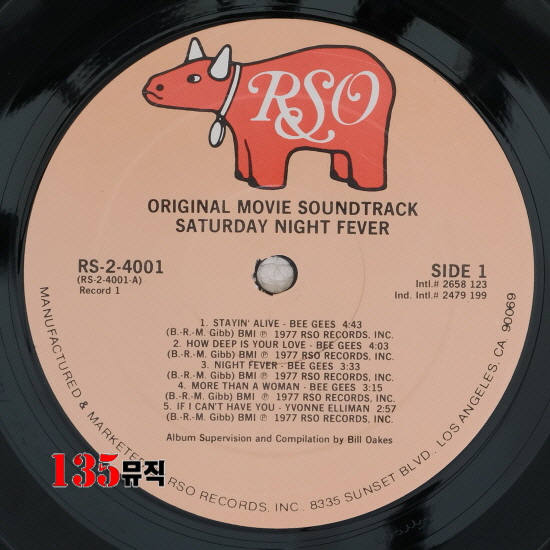 RSO
ORIGINAL MOVIE SOUNDTRACK
SATURDAY NIGHT FEVER
RS-2-4001
(RS-2-4001-A)
Record 1
SIDE 1
Intl.# 2658 123
Ind. Intl.# 2479 199
1. STAYIN' ALIVE - BEE GEES 4:43
(B.-R.-M. Gibb) BMI ℗ 1977 RSO RECORDS, INC.
2. HOW DEEP IS YOUR LOVE - BEE GEES 4:03
(B.-R.-M. Gibb) BMI ℗ 1977 RSO RECORDS, INC.
3. NIGHT FEVER - BEE GEES 3:33
(B.-R.-M. Gibb) BMI ℗ 1977 RSO RECORDS, INC.
4. MORE THAN A WOMAN - BEE GEES 3:15
(B.-R.-M. Gibb) BMI ℗ 1977 RSO RECORDS, INC.
5. IF I CAN'T HAVE YOU - YVONNE ELLIMAN 2:57
(B.-R.-M. Gibb) BMI ℗ 1977 RSO RECORDS, INC.
Album Supervision and Compilation by Bill Oakes
MANUFACTURED & MARKETED RSO RECORDS, INC. 8335 SUNSET BLVD., LOS ANGELES, CA 90069
135뮤직